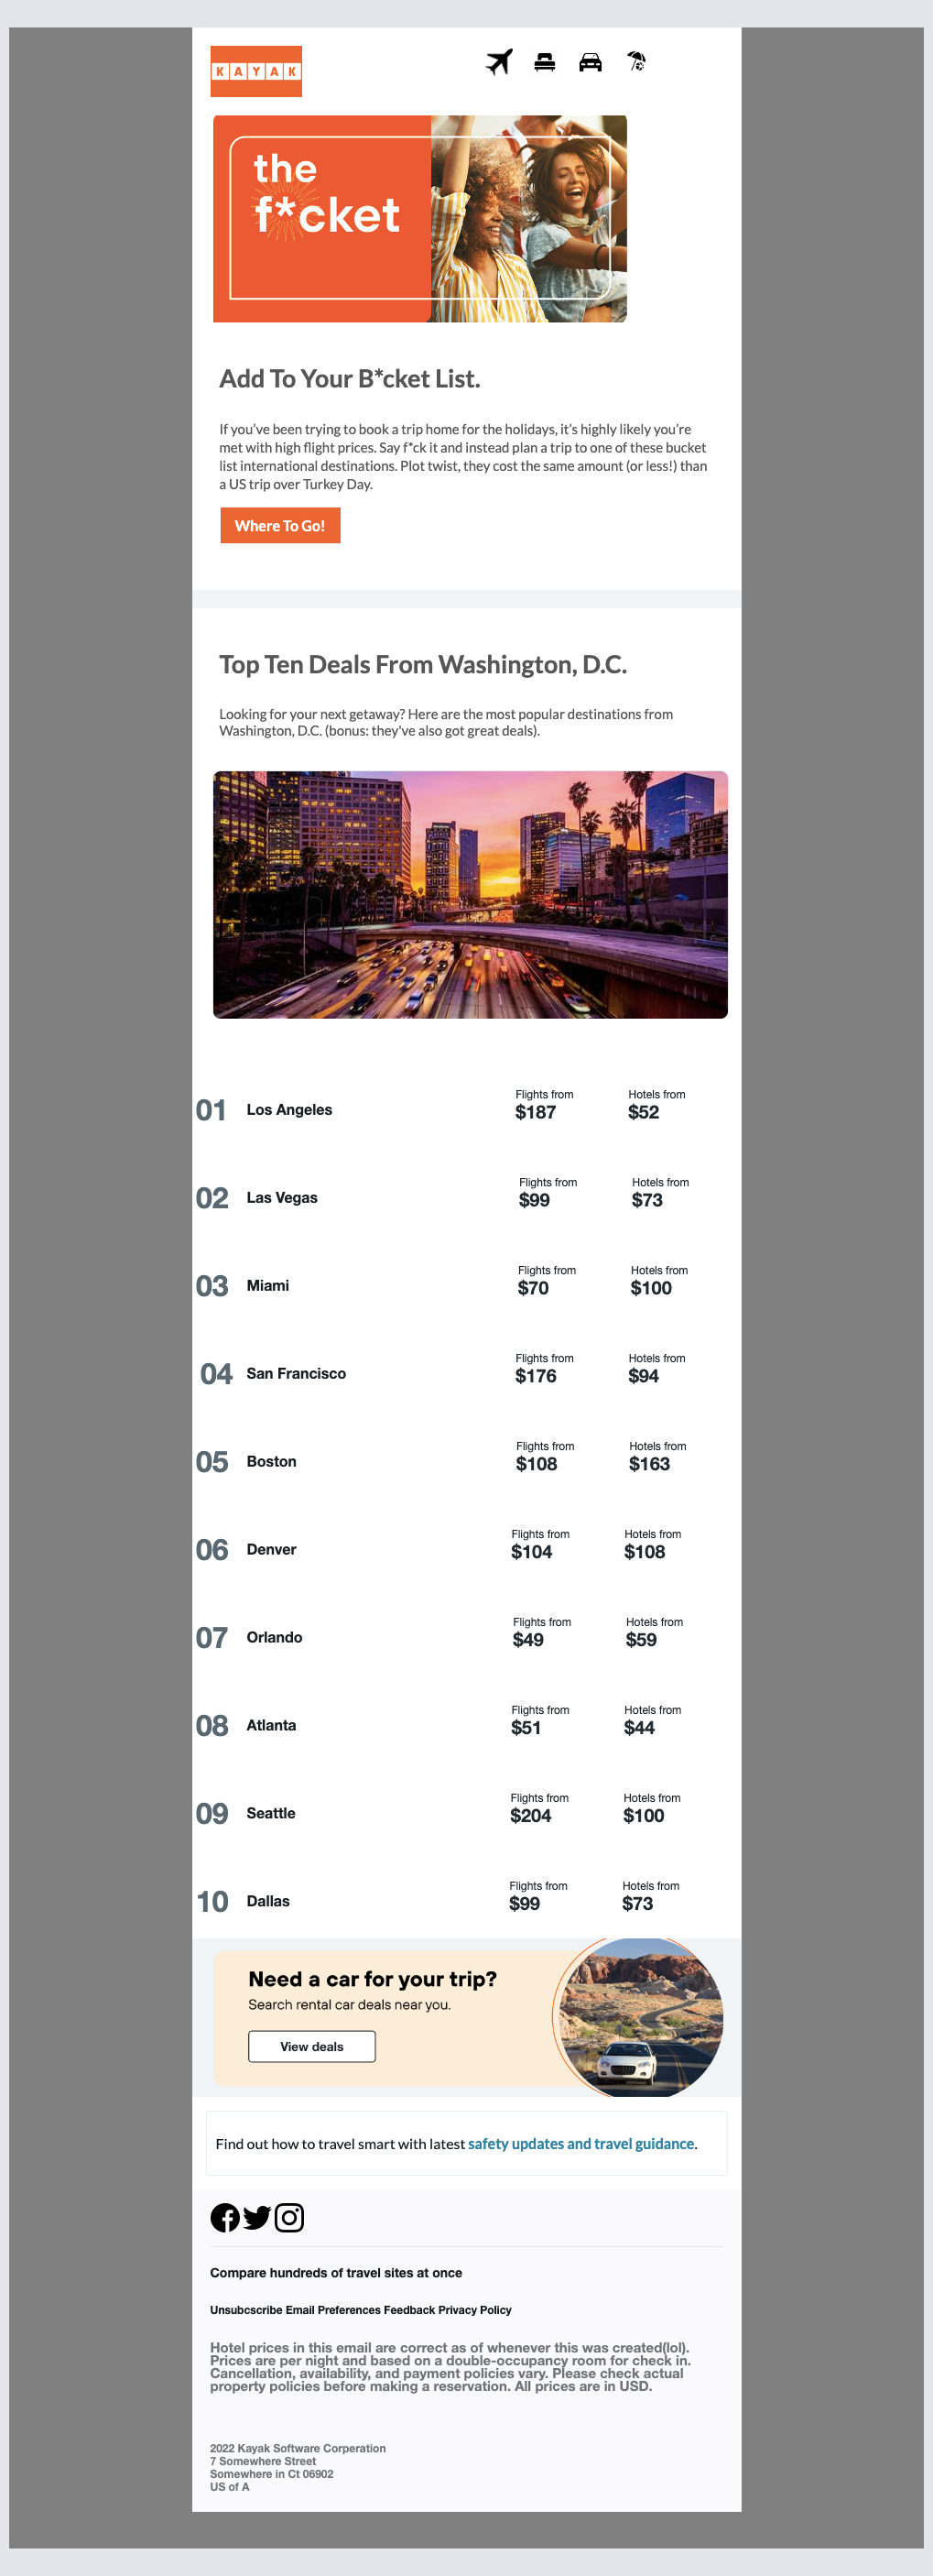 KAYAK
the
f*cket
Add To Your B*cket List.
If you've been trying to book a trip home for the holidays, it's highly likely you're
met with high flight prices. Say f*ck it and instead plan a trip to one of these bucket
list international destinations. Plot twist, they cost the same amount (or less!) than
a US trip over Turkey Day.
Where To Go!
Top Ten Deals From Washington, D.C.
Looking for your next getaway? Here are the most popular destinations from
Washington, D.C. (bonus: they've also got great deals).
Flights from Hotels from
01 Los Angeles $187 $52
Flights from Hotels from
02 Las Vegas $99 $73
Flights from Hotels from
03 Miami $70 $100
Flights from Hotels from
04 San Francisco $176 $94
Flights from Hotels from
05 Boston $108 $163
Flights from Hotels from
06 Denver $104 $108
Flights from Hotels from
07 Orlando $49 $59
Flights from Hotels from
08 Atlanta $51 $44
Flights from Hotels from
09 Seattle $204 $100
Flights from Hotels from
10 Dallas $99 $73
Need a car for your trip?
Search rental car deals near you.
View deals
Find out how to travel smart with latest safety updates and travel guidance.
Compare hundreds of travel sites at once
Unsubcscribe Email Preferences Feedback Privacy Policy
Hotel prices in this email are correct as of whenever this was created(lol).
Prices are per night and based on a double-occupancy room for check in.
Cancellation, availability, and payment policies vary. Please check actual
property policies before making a reservation. All prices are in USD.
2022 Kayak Software Corperation
7 Somewhere Street
Somewhere in Ct 06902
US of A